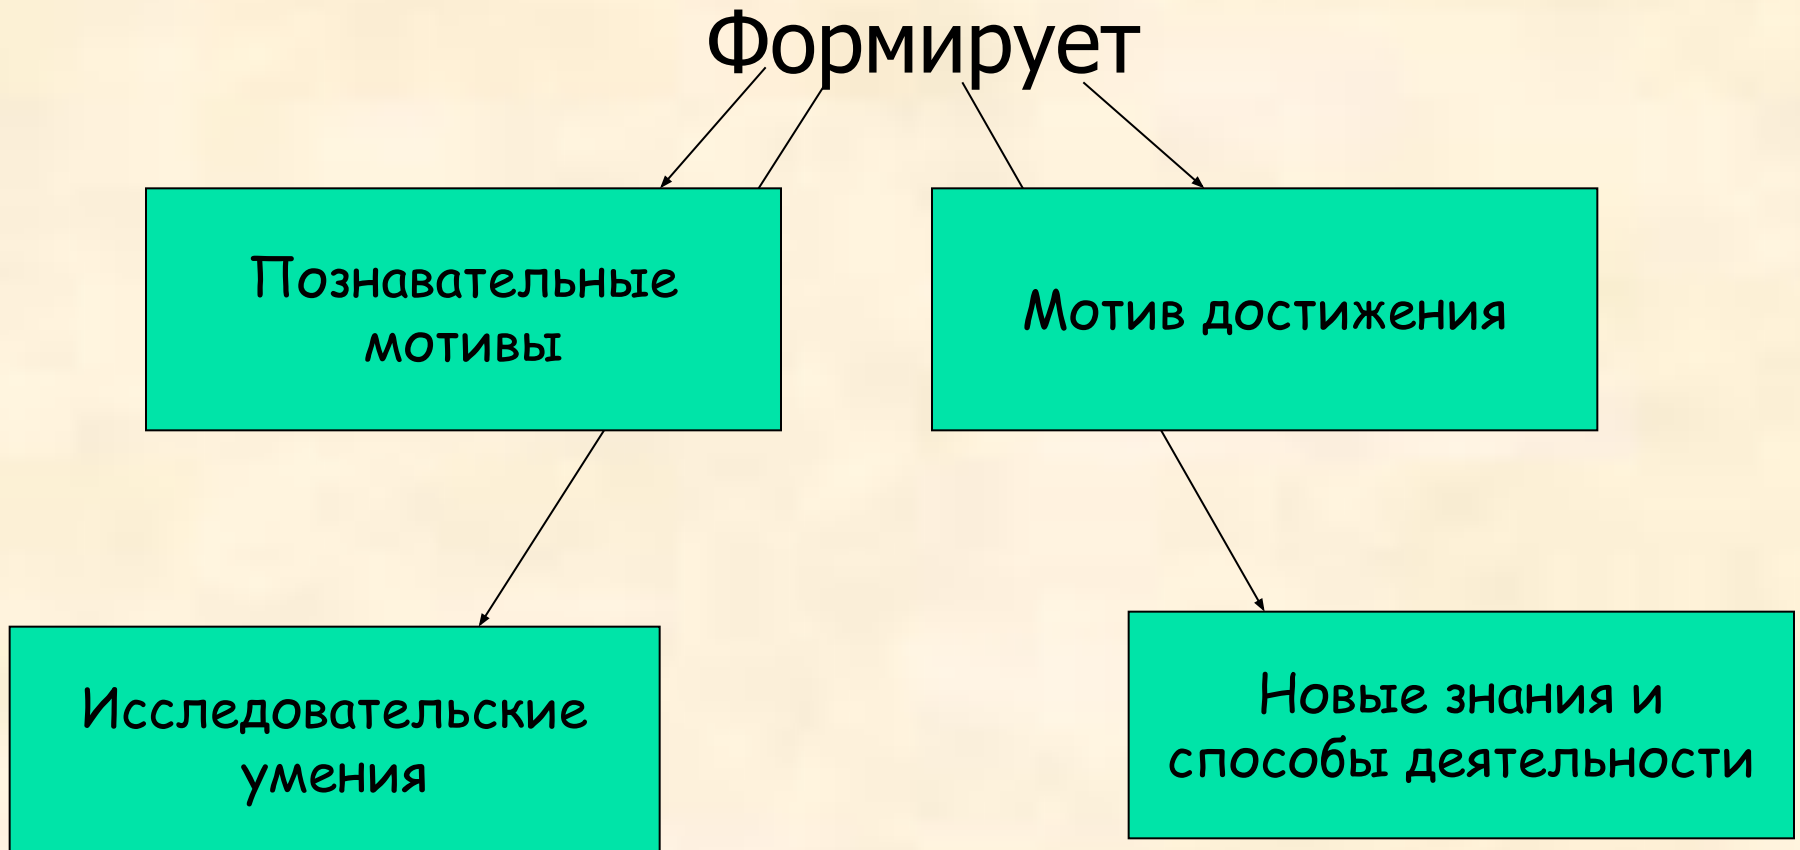 Формирует
Познавательные
мотивы
Мотив достижения
Исследовательские
умения
Новые знания и
способы деятельности